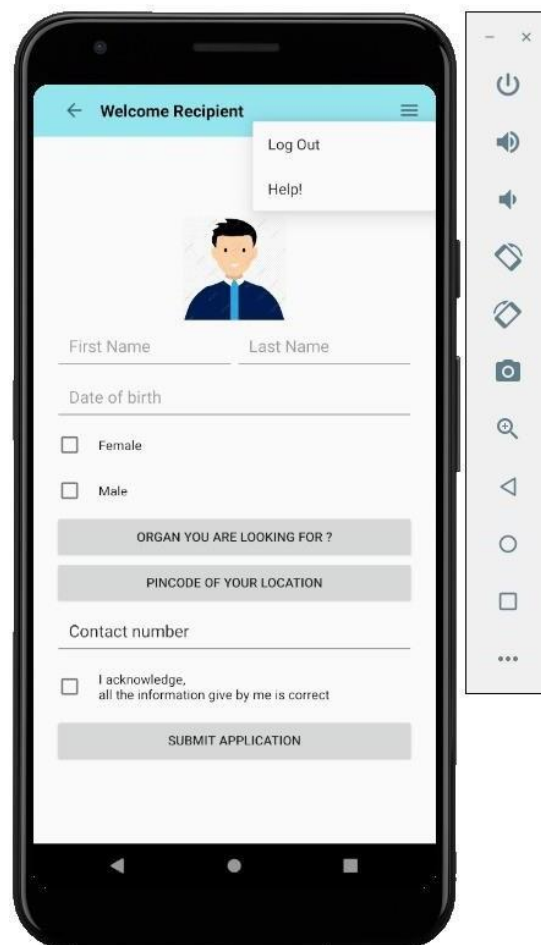 Welcome Recipient
Log Out
Help!
First Name
Last Name
Date of birth
Female
Male
ORGAN YOU ARE LOOKING FOR ?
PINCODE OF YOUR LOCATION
Contact number
I acknowledge,
all the information give by me is correct
SUBMIT APPLICATION